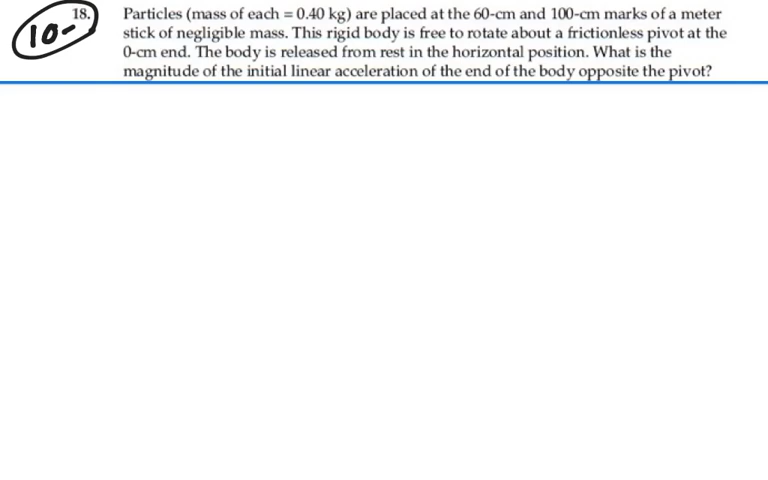 10-
18. Particles (mass of each = 0.40 kg) are placed at the 60-cm and 100-cm marks of a meter
stick of negligible mass. This rigid body is free to rotate about a frictionless pivot at the
0-cm end. The body is released from rest in the horizontal position. What is the
magnitude of the initial linear acceleration of the end of the body opposite the pivot?